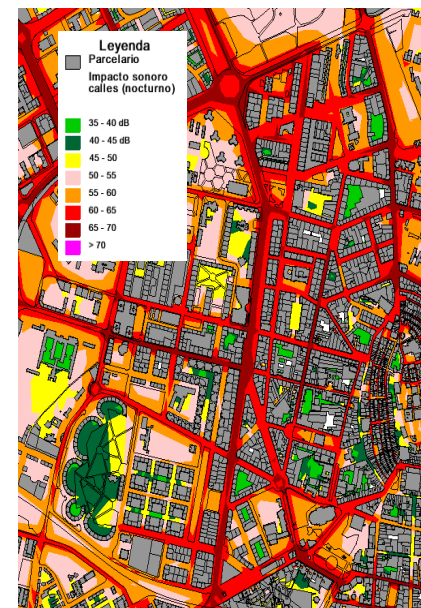 Leyenda
Parcelario
Impacto sonoro
calles (nocturno)
35 - 40 dB
40 - 45 dB
45 - 50
50 - 55
55 - 60
60 - 65
65 - 70
> 70